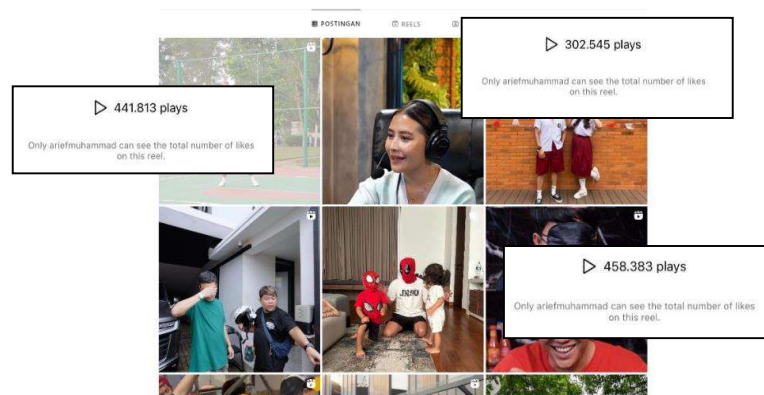 POSTINGAN
REELS
302.545 plays
Only ariefmuhammad can see the total number of likes
on this reel.
441.813 plays
Only ariefmuhammad can see the total number of likes
on this reel.
458.383 plays
Only ariefmuhammad can see the total number of likes
on this reel.